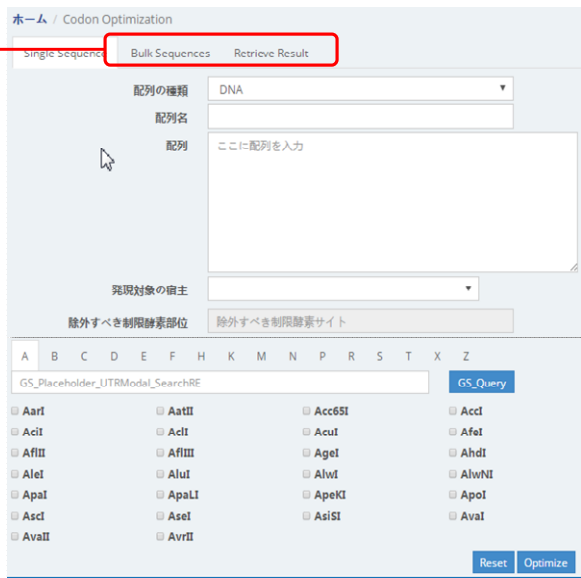 ホーム / Codon Optimization
Single Sequence Bulk Sequences Retrieve Result
配列の種類 DNA
配列名
配列 ここに配列を入力
発現対象の宿主
除外すべき制限酵素部位 除外すべき制限酵素サイト
A B C D E F H K M N P R S T X Z
GS_Placeholder_UTRModal_SearchRE GS_Query
AarI AatII Acc65I AccI
AciI AclI AcuI AfeI
AflII AflIII AgeI AhdI
AleI AluI AlwI AlwNI
ApaI ApaLI ApeKI ApoI
AscI AseI AsiSI AvaI
AvaII AvrII
Reset Optimize